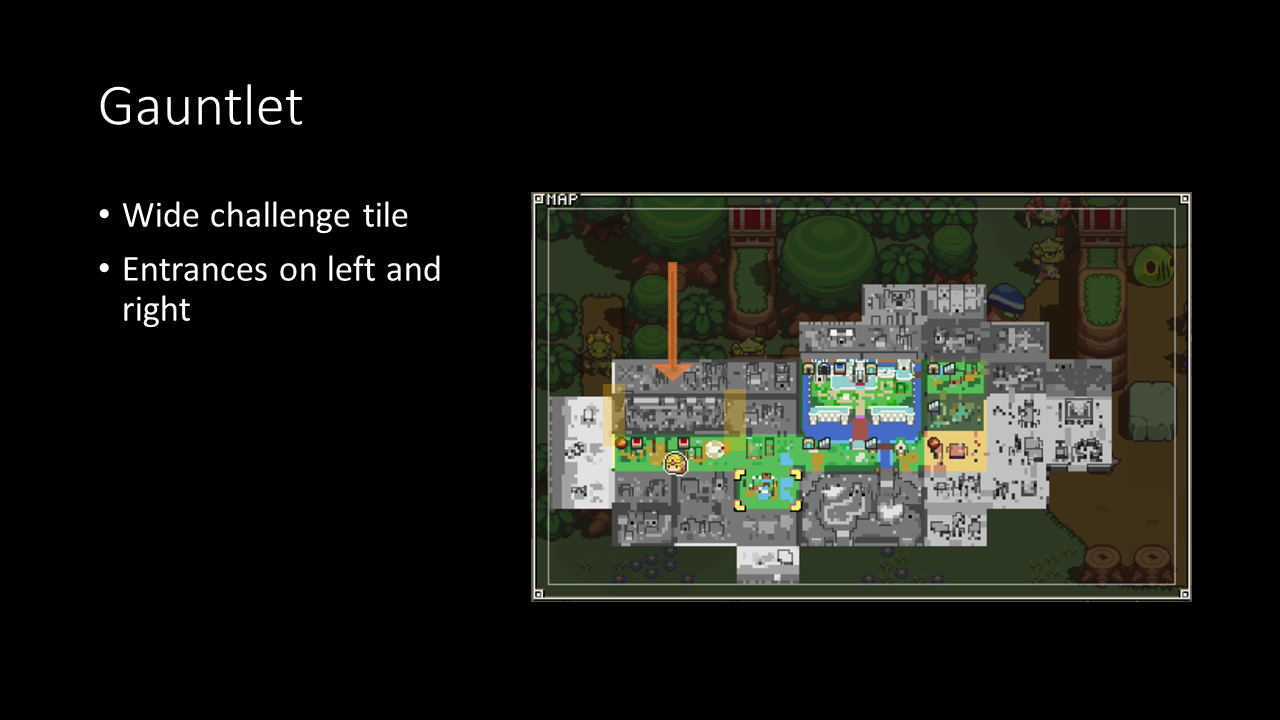 Gauntlet
• Wide challenge tile
• Entrances on left and
right
MAP